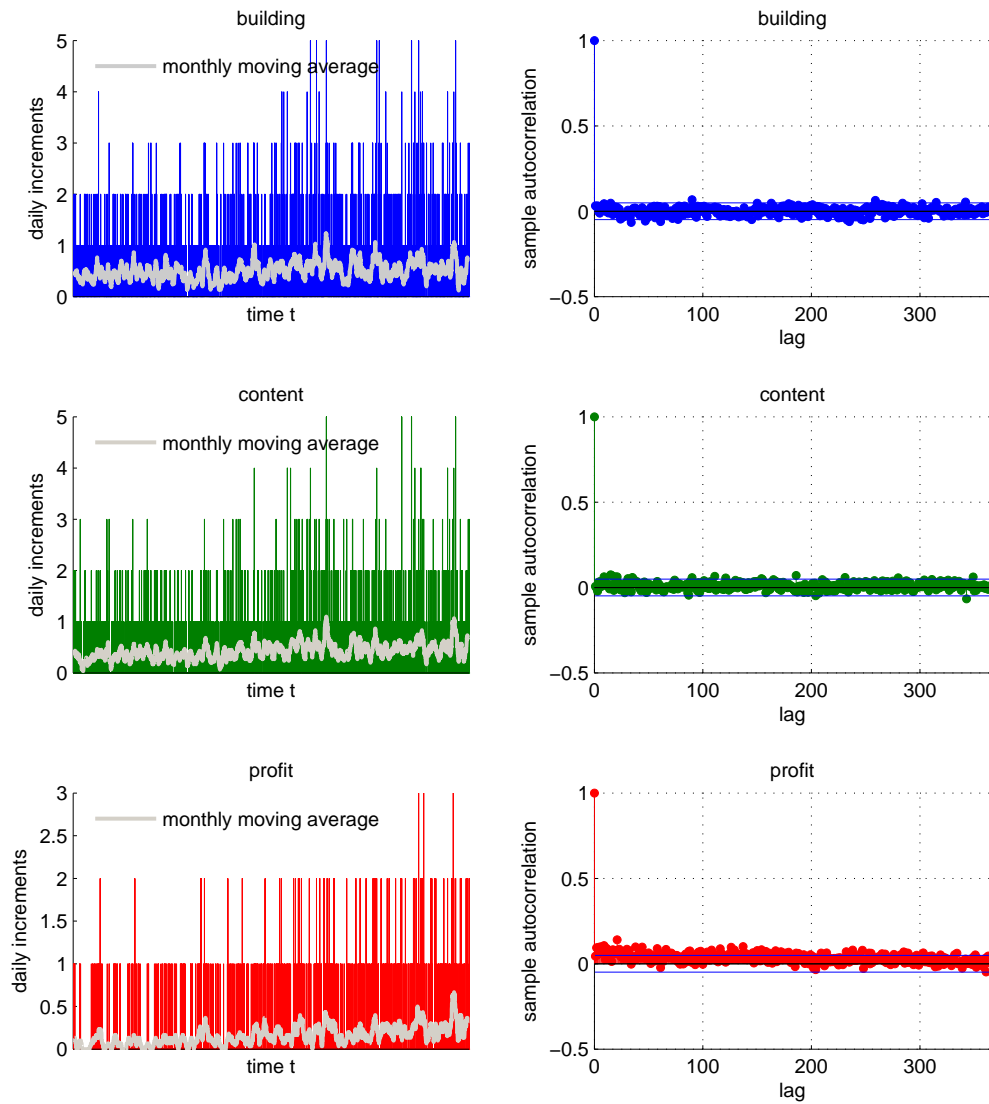 building
5
4
3
2
1
0
daily increments
monthly moving average
time t
building
1
0.5
0
−0.5
sample autocorrelation
0
100
200
300
lag
content
5
4
3
2
1
0
daily increments
monthly moving average
time t
content
1
0.5
0
−0.5
sample autocorrelation
0
100
200
300
lag
profit
3
2.5
2
1.5
1
0.5
0
daily increments
monthly moving average
time t
profit
1
0.5
0
−0.5
sample autocorrelation
0
100
200
300
lag